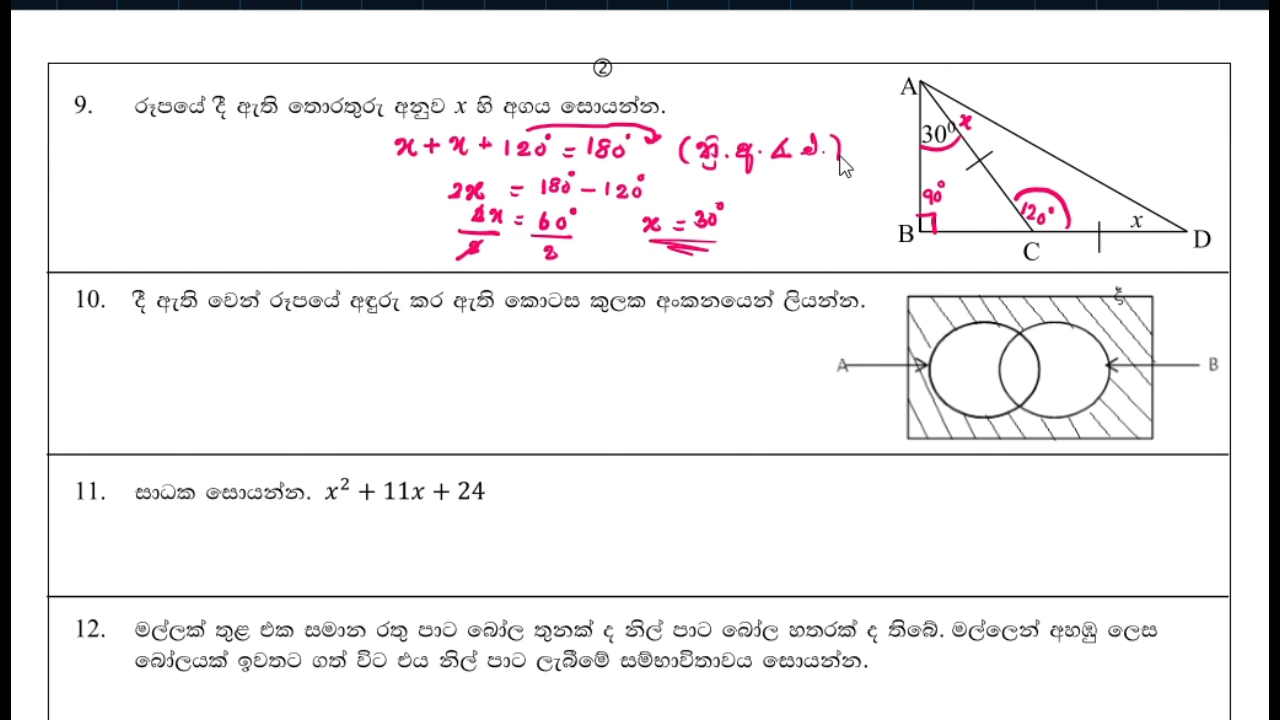 ②
9. රූපයේ දී ඇති තොරතුරු අනුව x හි අගය සොයන්න.
x + x + 120° = 180° (ත්‍රි. අ. ∡ ඓ.)
2x = 180° - 120°
2x = 60°
2 2
x = 30°
A
30°
x
90°
120°
x
B
C
D
10. දී ඇති වෙන් රූපයේ අඳුරු කර ඇති කොටස කුලක අංකනයෙන් ලියන්න.
ξ
A
B
11. සාධක සොයන්න. x² + 11x + 24
12. මල්ලක් තුළ එක සමාන රතු පාට බෝල තුනක් ද නිල් පාට බෝල හතරක් ද තිබේ. මල්ලෙන් අහඹු ලෙස
බෝලයක් ඉවතට ගත් විට එය නිල් පාට ලැබීමේ සම්භාවිතාවය සොයන්න.